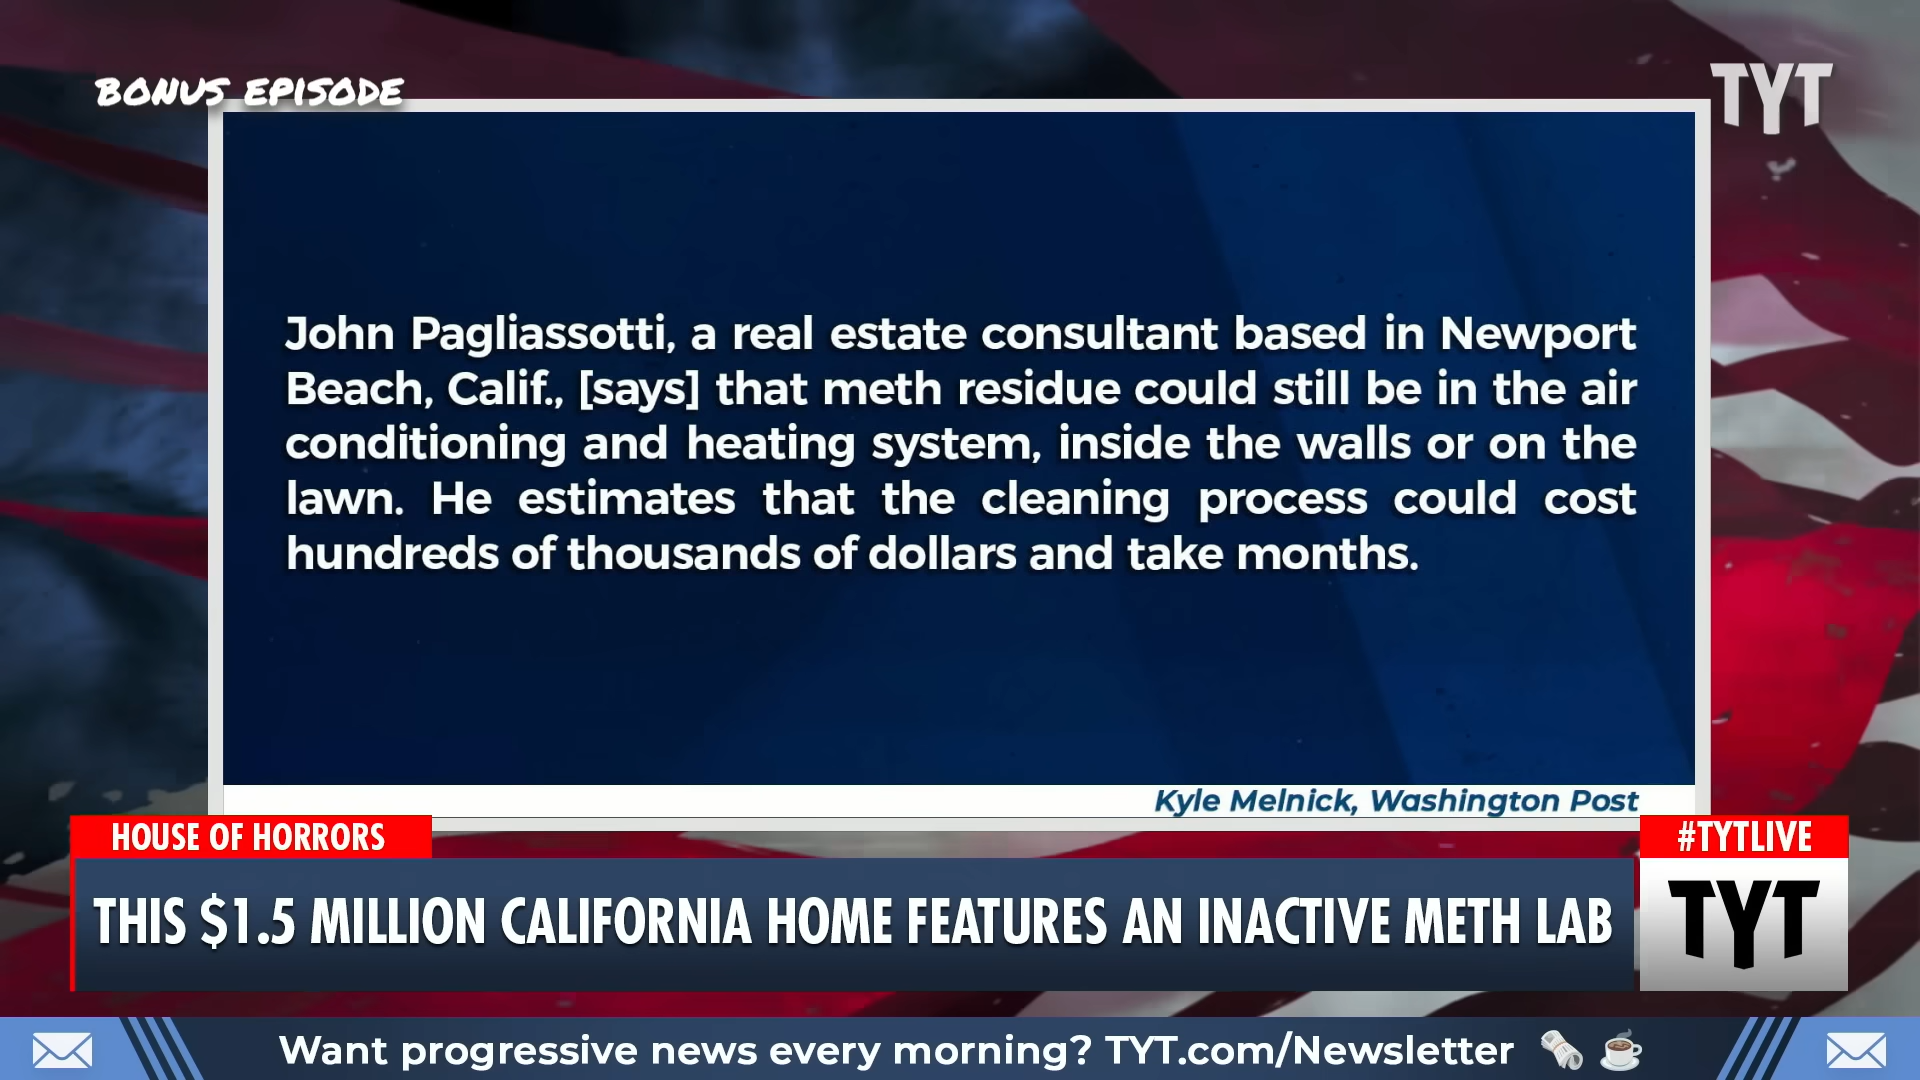 BONUS EPISODE
TYT
John Pagliassotti, a real estate consultant based in Newport
Beach, Calif., [says] that meth residue could still be in the air
conditioning and heating system, inside the walls or on the
lawn. He estimates that the cleaning process could cost
hundreds of thousands of dollars and take months.
Kyle Melnick, Washington Post
HOUSE OF HORRORS
#TYTLIVE
THIS $1.5 MILLION CALIFORNIA HOME FEATURES AN INACTIVE METH LAB
TYT
Want progressive news every morning? TYT.com/Newsletter